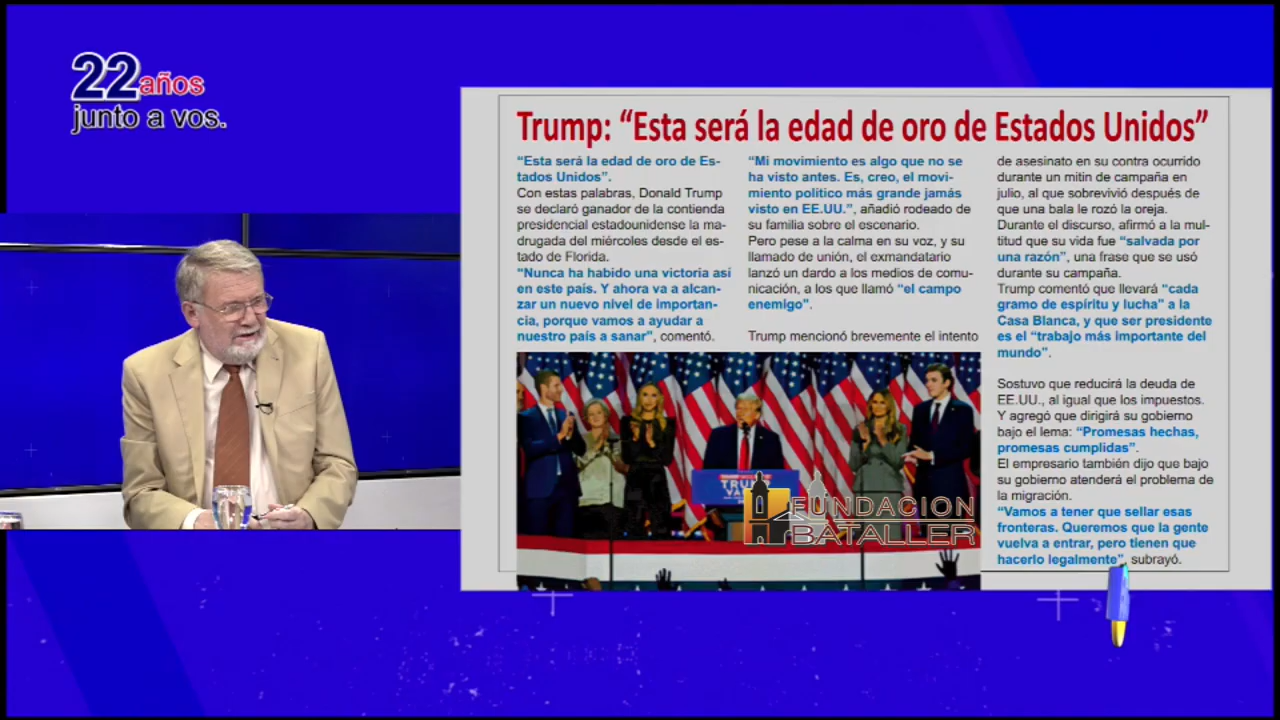 22 años
junto a vos.
Trump: “Esta será la edad de oro de Estados Unidos”
“Esta será la edad de oro de Es-
tados Unidos”.
Con estas palabras, Donald Trump
se declaró ganador de la contienda
presidencial estadounidense la ma-
drugada del miércoles desde el es-
tado de Florida.
“Nunca ha habido una victoria así
en este país. Y ahora va a alcan-
zar un nuevo nivel de importan-
cia, porque vamos a ayudar a
nuestro país a sanar”, comentó.
“Mi movimiento es algo que no se
ha visto antes. Es, creo, el movi-
miento político más grande jamás
visto en EE.UU.”, añadió rodeado de
su familia sobre el escenario.
Pero pese a la calma en su voz, y su
llamado de unión, el exmandatario
lanzó un dardo a los medios de comu-
nicación, a los que llamó “el campo
enemigo”.
Trump mencionó brevemente el intento
de asesinato en su contra ocurrido
durante un mitin de campaña en
julio, al que sobrevivió después de
que una bala le rozó la oreja.
Durante el discurso, afirmó a la mul-
titud que su vida fue “salvada por
una razón”, una frase que se usó
durante su campaña.
Trump comentó que llevará “cada
gramo de espíritu y lucha” a la
Casa Blanca, y que ser presidente
es el “trabajo más importante del
mundo”.
Sostuvo que reducirá la deuda de
EE.UU., al igual que los impuestos.
Y agregó que dirigirá su gobierno
bajo el lema: “Promesas hechas,
promesas cumplidas”.
El empresario también dijo que bajo
su gobierno atenderá el problema de
la migración.
“Vamos a tener que sellar esas
fronteras. Queremos que la gente
vuelva a entrar, pero tienen que
hacerlo legalmente”, subrayó.
FUNDACION
BATALLER